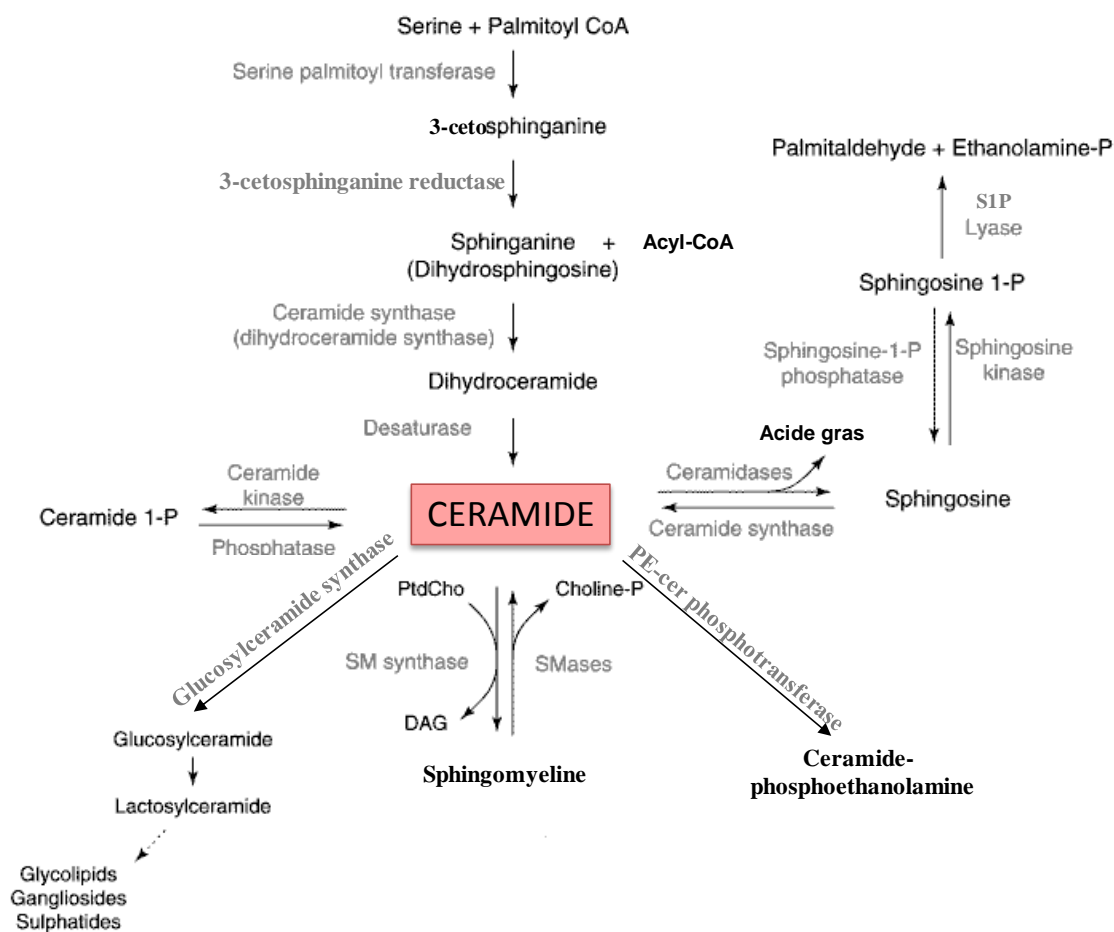 Serine + Palmitoyl CoA
Serine palmitoyl transferase
3-cetosphinganine
3-cetosphinganine reductase
Sphinganine + Acyl-CoA
(Dihydrosphingosine)
Ceramide synthase
(dihydroceramide synthase)
Dihydroceramide
Desaturase
Palmitaldehyde + Ethanolamine-P
S1P
Lyase
Sphingosine 1-P
Sphingosine-1-P
phosphatase
Sphingosine
kinase
Acide gras
Ceramidases
Ceramide synthase
Sphingosine
Ceramide
kinase
Ceramide 1-P
Phosphatase
CERAMIDE
Glucosylceramide synthase
PtdCho
Choline-P
SM synthase
SMases
DAG
Sphingomyeline
PE-cer phosphotransferase
Ceramide-
phosphoethanolamine
Glucosylceramide
Lactosylceramide
Glycolipids
Gangliosides
Sulphatides